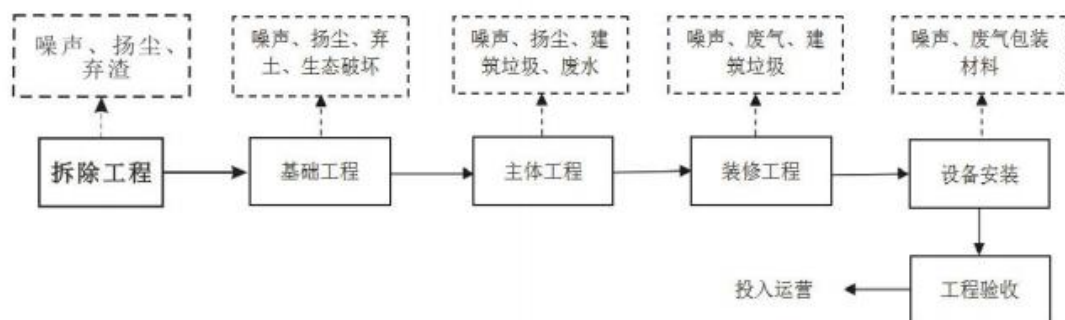 噪声、扬尘、
弃渣
噪声、扬尘、弃
土、生态破坏
噪声、扬尘、建
筑垃圾、废水
噪声、废气、建
筑垃圾
噪声、废气包装
材料
拆除工程
基础工程
主体工程
装修工程
设备安装
投入运营
工程验收